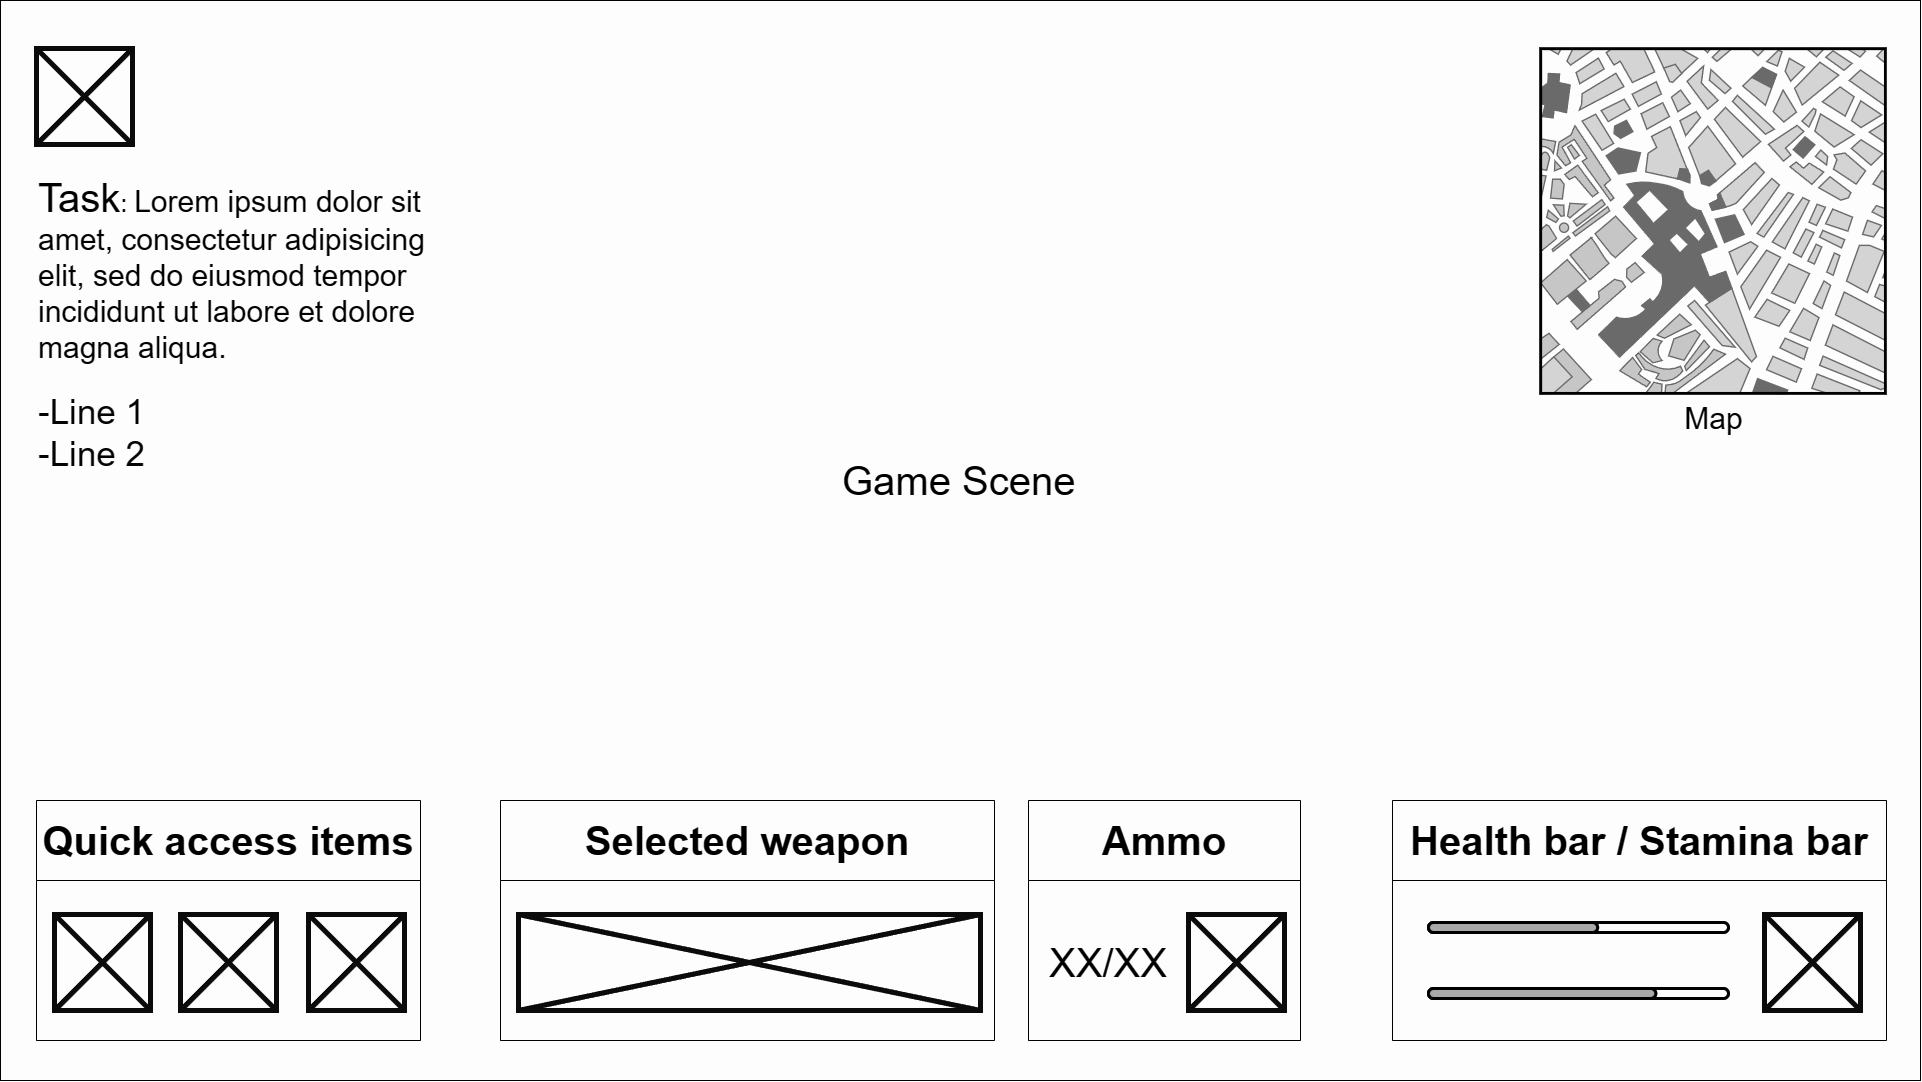 Task: Lorem ipsum dolor sit
amet, consectetur adipisicing
elit, sed do eiusmod tempor
incididunt ut labore et dolore
magna aliqua.
-Line 1
-Line 2
Map
Game Scene
Quick access items
Selected weapon
Ammo
XX/XX
Health bar / Stamina bar